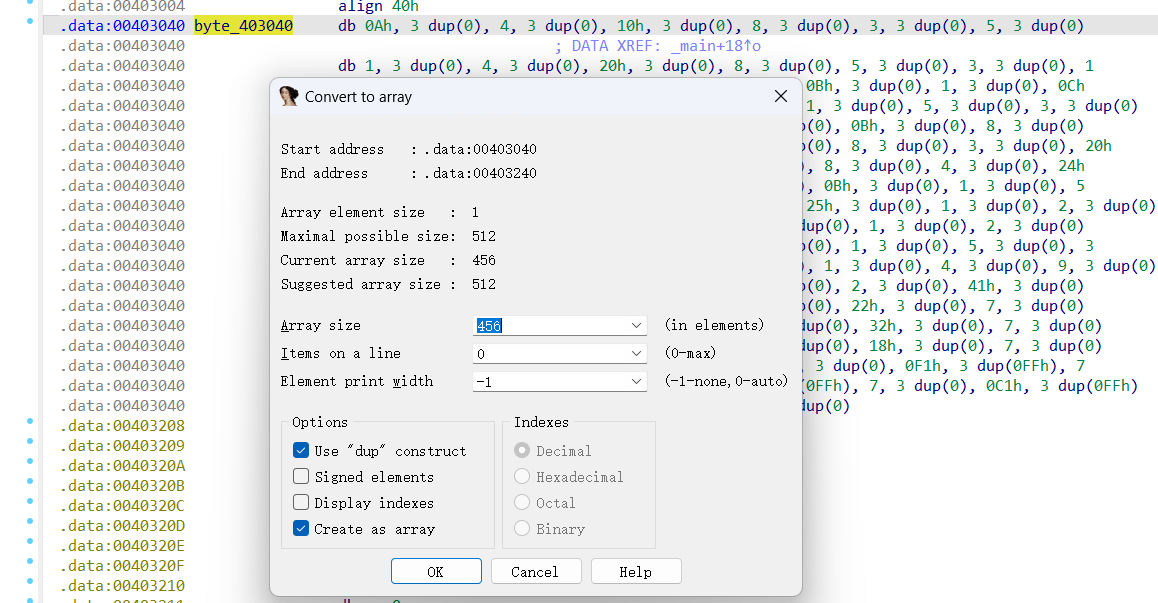 .data:00403004 align 40h
.data:00403040 byte_403040 db 0Ah, 3 dup(0), 4, 3 dup(0), 10h, 3 dup(0), 8, 3 dup(0), 3, 3 dup(0), 5, 3 dup(0)
.data:00403040 ; DATA XREF: _main+18↑o
.data:00403040 db 1, 3 dup(0), 4, 3 dup(0), 20h, 3 dup(0), 8, 3 dup(0), 5, 3 dup(0), 3, 3 dup(0), 1
.data:00403040 0Bh, 3 dup(0), 1, 3 dup(0), 0Ch
.data:00403040 1, 3 dup(0), 5, 3 dup(0), 3, 3 dup(0)
.data:00403040 (0), 0Bh, 3 dup(0), 8, 3 dup(0)
.data:00403040 (0), 8, 3 dup(0), 3, 3 dup(0), 20h
.data:00403040 , 8, 3 dup(0), 4, 3 dup(0), 24h
.data:00403040 , 0Bh, 3 dup(0), 1, 3 dup(0), 5
.data:00403040 25h, 3 dup(0), 1, 3 dup(0), 2, 3 dup(0)
.data:00403040 dup(0), 1, 3 dup(0), 2, 3 dup(0)
.data:00403040 (0), 1, 3 dup(0), 5, 3 dup(0), 3
.data:00403040 , 1, 3 dup(0), 4, 3 dup(0), 9, 3 dup(0)
.data:00403040 (0), 2, 3 dup(0), 41h, 3 dup(0)
.data:00403040 (0), 22h, 3 dup(0), 7, 3 dup(0)
.data:00403040 dup(0), 32h, 3 dup(0), 7, 3 dup(0)
.data:00403040 dup(0), 18h, 3 dup(0), 7, 3 dup(0)
.data:00403040 , 3 dup(0), 0F1h, 3 dup(0FFh), 7
.data:00403040 (0FFh), 7, 3 dup(0), 0C1h, 3 dup(0FFh)
.data:00403040 dup(0)
.data:00403208
.data:00403209
.data:0040320A
.data:0040320B
.data:0040320C
.data:0040320D
.data:0040320E
.data:0040320F
.data:00403210
Convert to array
Start address : .data:00403040
End address : .data:00403240
Array element size : 1
Maximal possible size: 512
Current array size : 456
Suggested array size : 512
Array size 456 (in elements)
Items on a line 0 (0-max)
Element print width -1 (-1-none,0-auto)
Options
Use "dup" construct
Signed elements
Display indexes
Create as array
Indexes
Decimal
Hexadecimal
Octal
Binary
OK Cancel Help